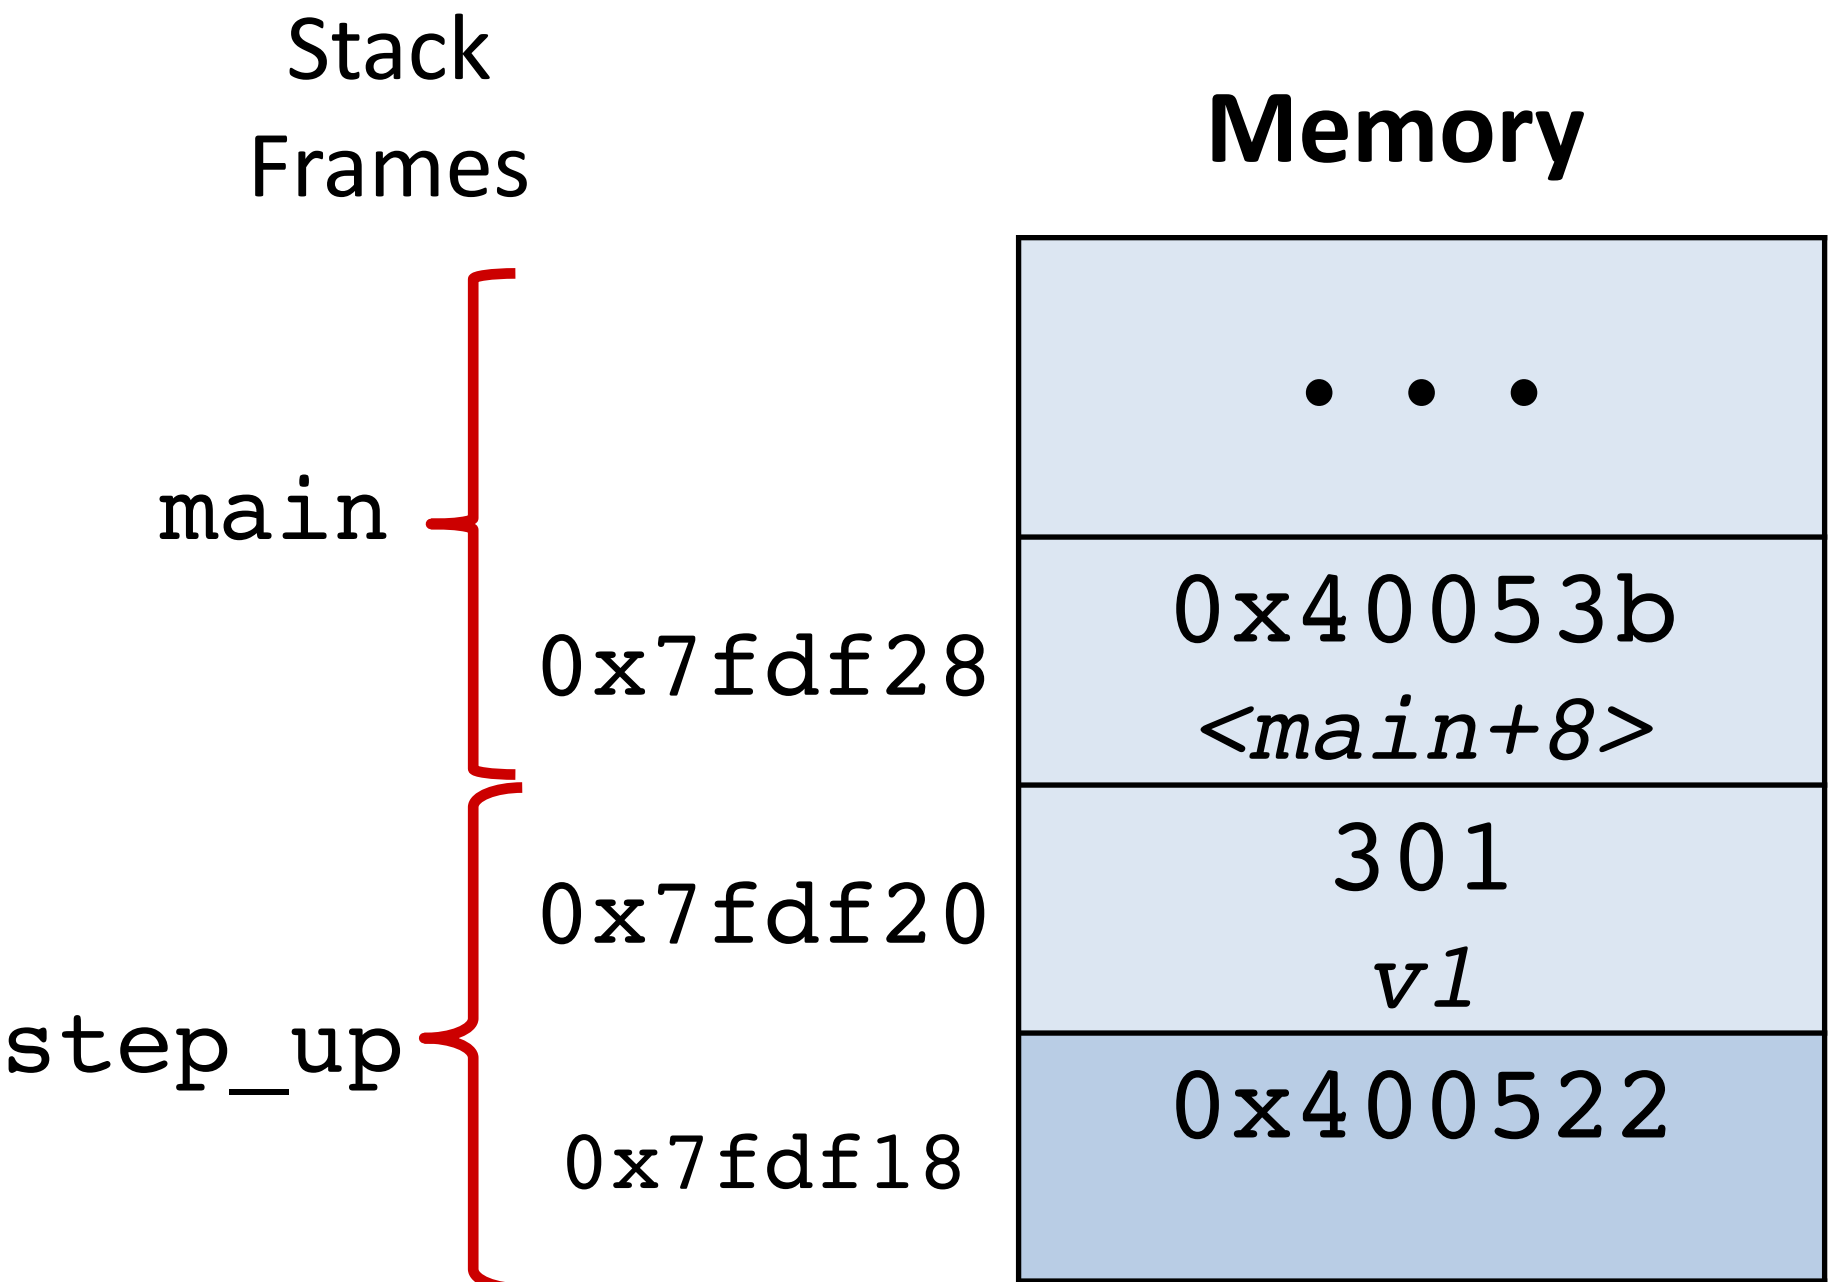 Stack
Frames
Memory
• • •
main
0x7fdf28
0x40053b
<main+8>
0x7fdf20
301
v1
step_up
0x7fdf18
0x400522